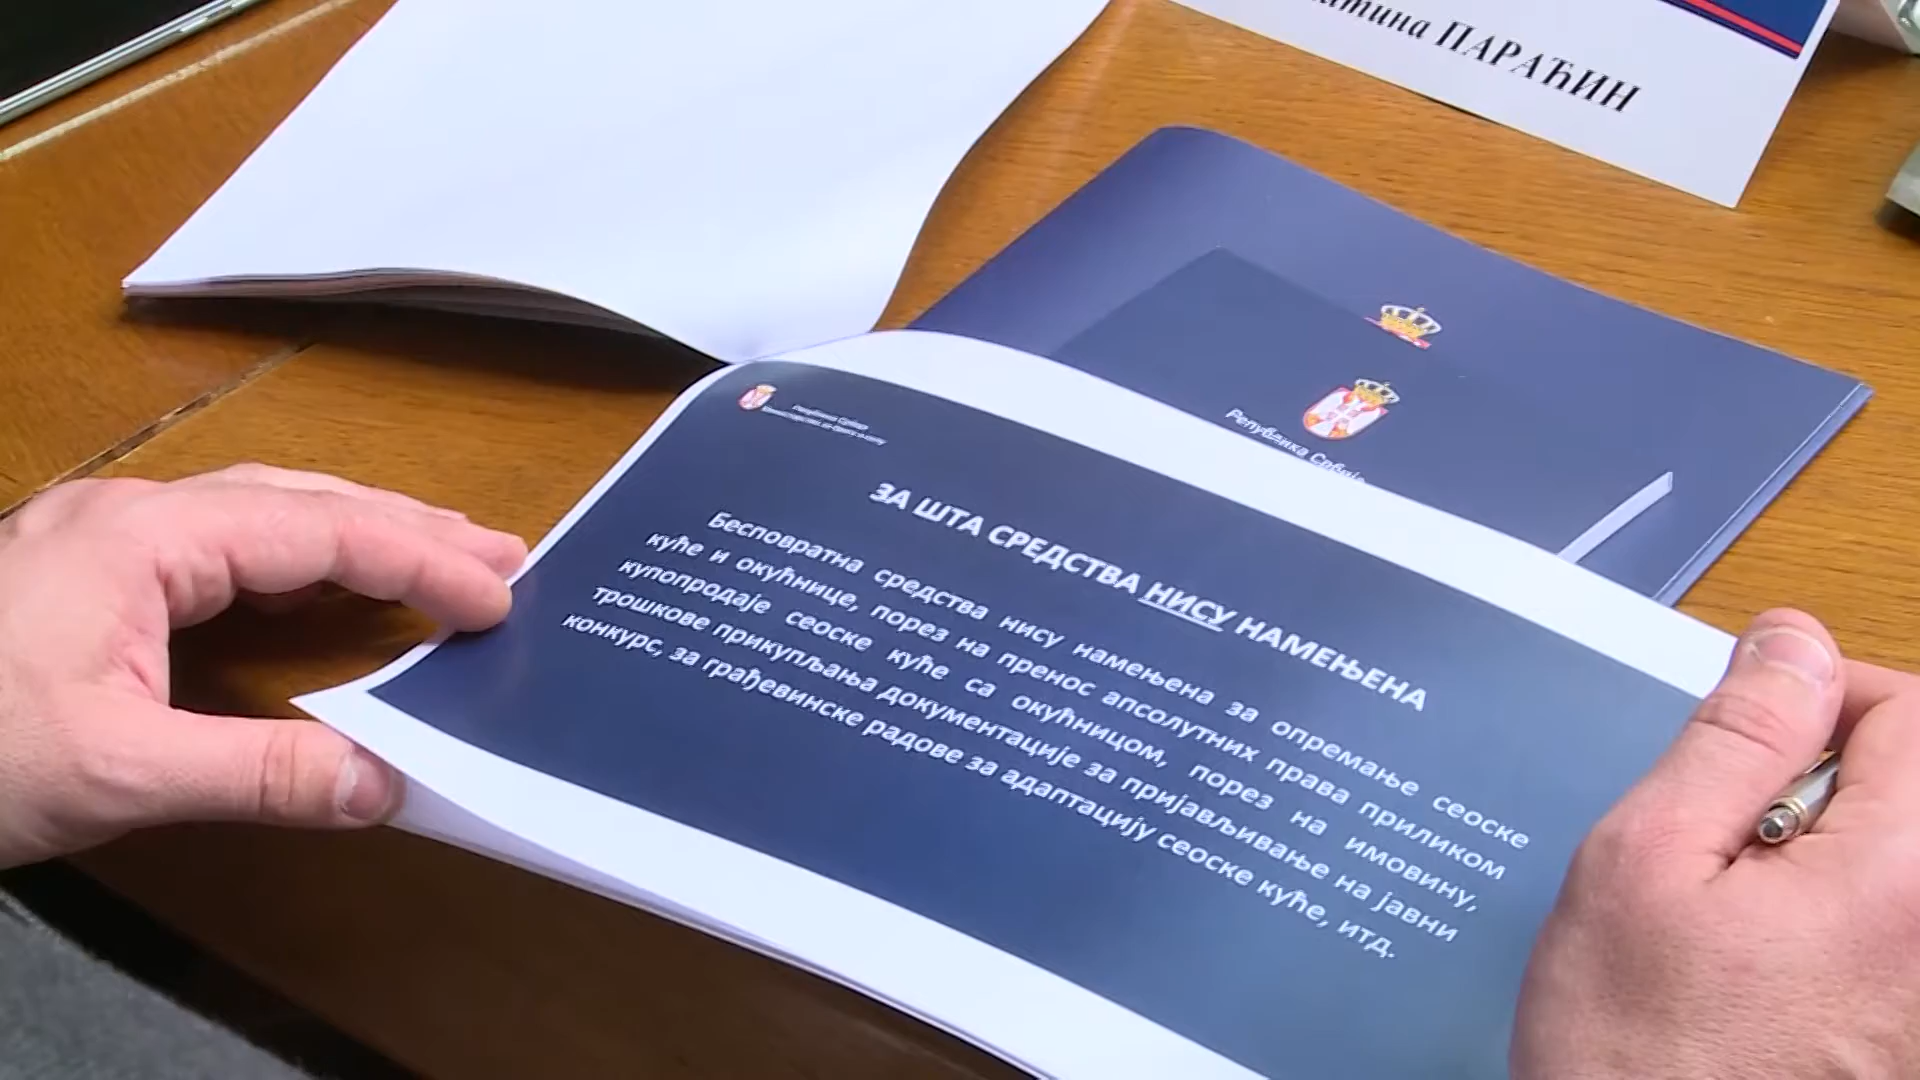 ПАРАЋИН
Република Србија
Република Србија
ЗА ШТА СРЕДСТВА НИСУ НАМЕЊЕНА
Бесповратна средства нису намењена за опремање сеоске
куће и окућнице, порез на пренос апсолутних права приликом
купопродаје сеоске куће са окућницом, порез на имовину,
трошкове прикупљања документације за пријављивање на јавни
конкурс, за грађевинске радове за адаптацију сеоске куће, итд.